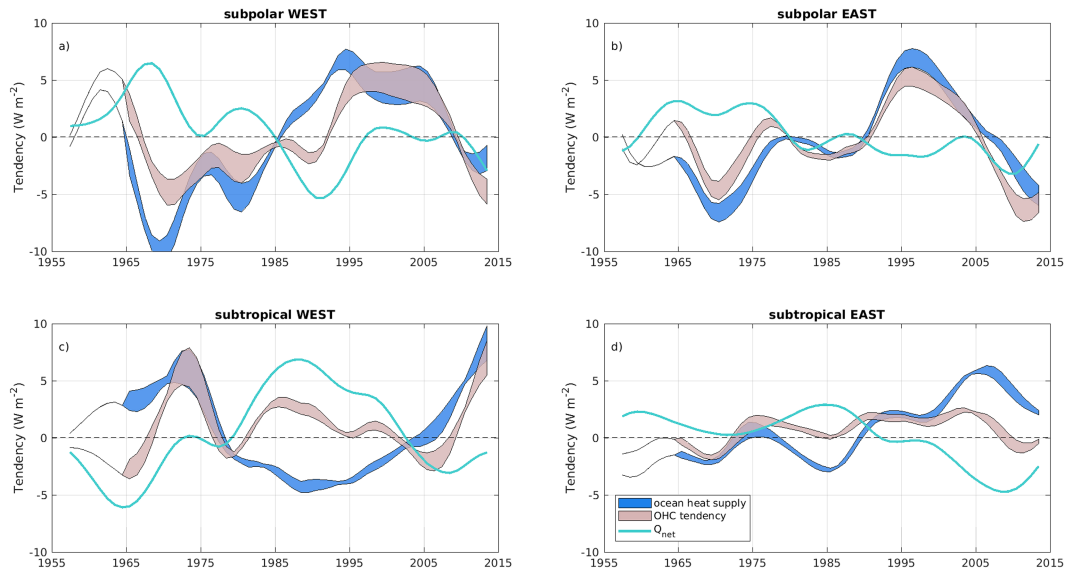 subpolar WEST
a)
Tendency (W m-2)
10
5
0
-5
-10
1955 1965 1975 1985 1995 2005 2015
subpolar EAST
b)
Tendency (W m-2)
10
5
0
-5
-10
1955 1965 1975 1985 1995 2005 2015
subtropical WEST
c)
Tendency (W m-2)
10
5
0
-5
-10
1955 1965 1975 1985 1995 2005 2015
subtropical EAST
d)
Tendency (W m-2)
10
5
0
-5
-10
1955 1965 1975 1985 1995 2005 2015
ocean heat supply
OHC tendency
Qnet